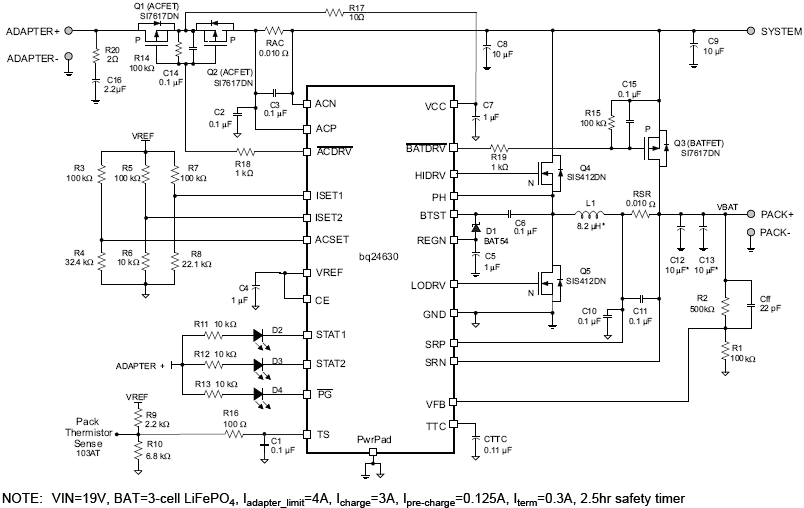 ADAPTER+
ADAPTER-
R20
2Ω
C16
2.2µF
Q1 (ACFET)
SI7617DN
P
R14
100 kΩ
C14
0.1 µF
P
Q2 (ACFET)
SI7617DN
R17
10Ω
RAC
0.010 Ω
C8
10 µF
C9
10 µF
SYSTEM
C3
0.1 µF
C2
0.1 µF
R18
1 kΩ
ACN
ACP
ACDRV
ISET1
ISET2
ACSET
VREF
CE
STAT1
STAT2
PG
TS
PwrPad
bq24630
VCC
BATDRV
HIDRV
PH
BTST
REGN
LODRV
GND
SRP
SRN
VFB
TTC
VREF
R3
100 kΩ
R5
100 kΩ
R7
100 kΩ
R4
32.4 kΩ
R6
10 kΩ
R8
22.1 kΩ
C4
1 µF
ADAPTER +
R11 10 kΩ
D2
R12 10 kΩ
D3
R13 10 kΩ
D4
VREF
Pack
Thermistor
Sense
103AT
R9
2.2 kΩ
R10
6.8 kΩ
R16
100 Ω
C1
0.1 µF
C7
1 µF
R19
1 kΩ
R15
100 kΩ
C15
0.1 µF
P
Q3 (BATFET)
SI7617DN
N
Q4
SIS412DN
C6
0.1 µF
D1
BAT54
C5
1 µF
L1
8.2 µH*
RSR
0.010 Ω
VBAT
PACK+
PACK-
N
Q5
SIS412DN
C10
0.1 µF
C11
0.1 µF
C12
10 µF*
C13
10 µF*
R2
500kΩ
Cff
22 pF
R1
100 kΩ
CTTC
0.11 µF
NOTE: VIN=19V, BAT=3-cell LiFePO4, Iadapter_limit=4A, Icharge=3A, Ipre-charge=0.125A, Iterm=0.3A, 2.5hr safety timer